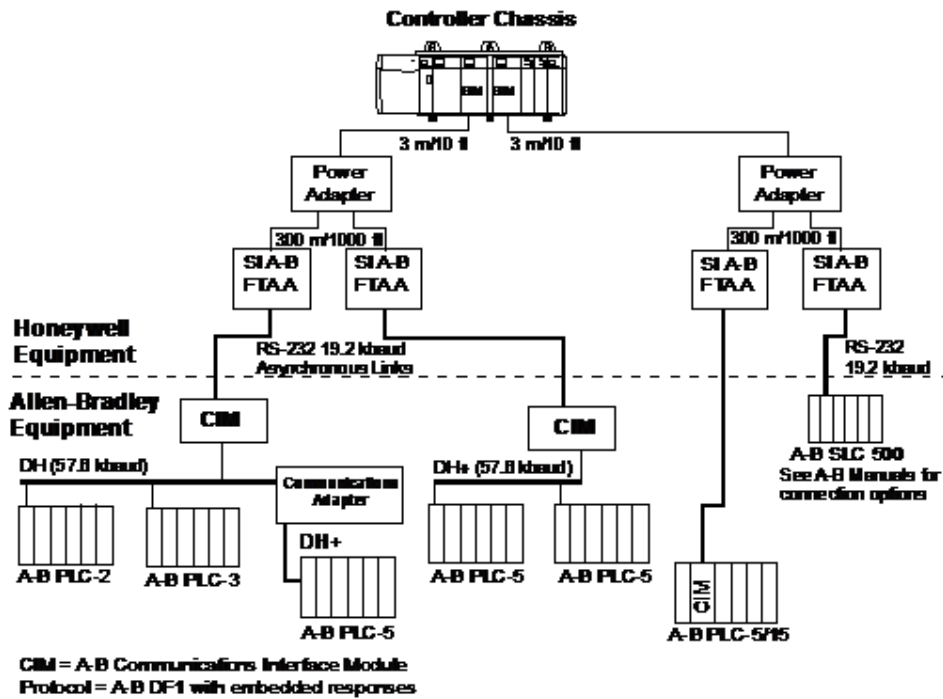 Controller Chassis
SIM SIM
3 m/10 ft
3 m/10 ft
Power
Adapter
Power
Adapter
300 m/1000 ft
300 m/1000 ft
SI A-B
FTAA
SI A-B
FTAA
SI A-B
FTAA
SI A-B
FTAA
Honeywell
Equipment
RS-232 19.2 kbaud
Asynchronous Links
RS-232
19.2 kbaud
Allen-Bradley
Equipment
CIM
CIM
A-B SLC 500
See A-B Manuals for
connection options
DH (57.6 kbaud)
Communications
Adapter
DH+ (57.6 kbaud)
DH+
A-B PLC-2
A-B PLC-3
A-B PLC-5
A-B PLC-5
A-B PLC-5
CIM
A-B PLC-5/15
CIM = A-B Communications Interface Module
Protocol = A-B DF1 with embedded responses